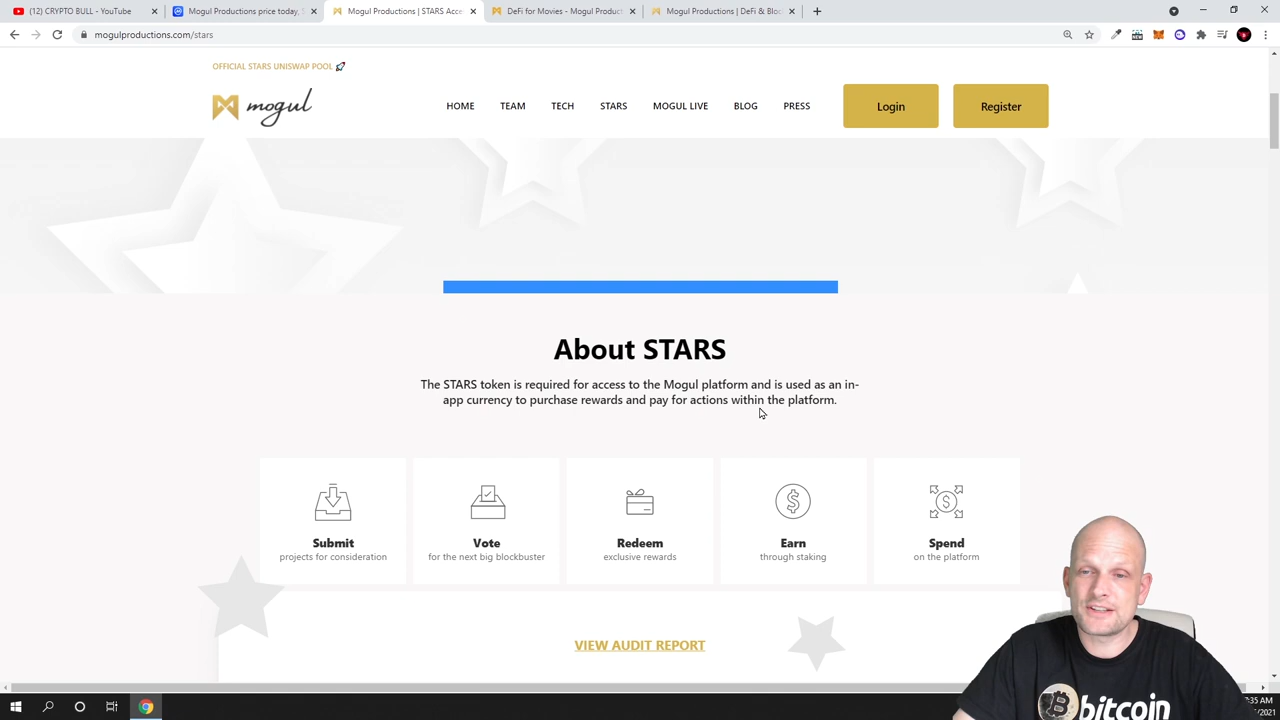 (12) CRYPTO BULL - YouTube
Mogul Productions price today, S
Mogul Productions | STARS Acce
DeFi for Movies - Mogul Product
Mogul Productions | DeFi & Bloc
mogulproductions.com/stars
OFFICIAL STARS UNISWAP POOL
mogul
HOME TEAM TECH STARS MOGUL LIVE BLOG PRESS Login Register
About STARS
The STARS token is required for access to the Mogul platform and is used as an in-
app currency to purchase rewards and pay for actions within the platform.
Submit
projects for consideration
Vote
for the next big blockbuster
Redeem
exclusive rewards
Earn
through staking
Spend
on the platform
VIEW AUDIT REPORT
bitcoin
:35 AM
/2021